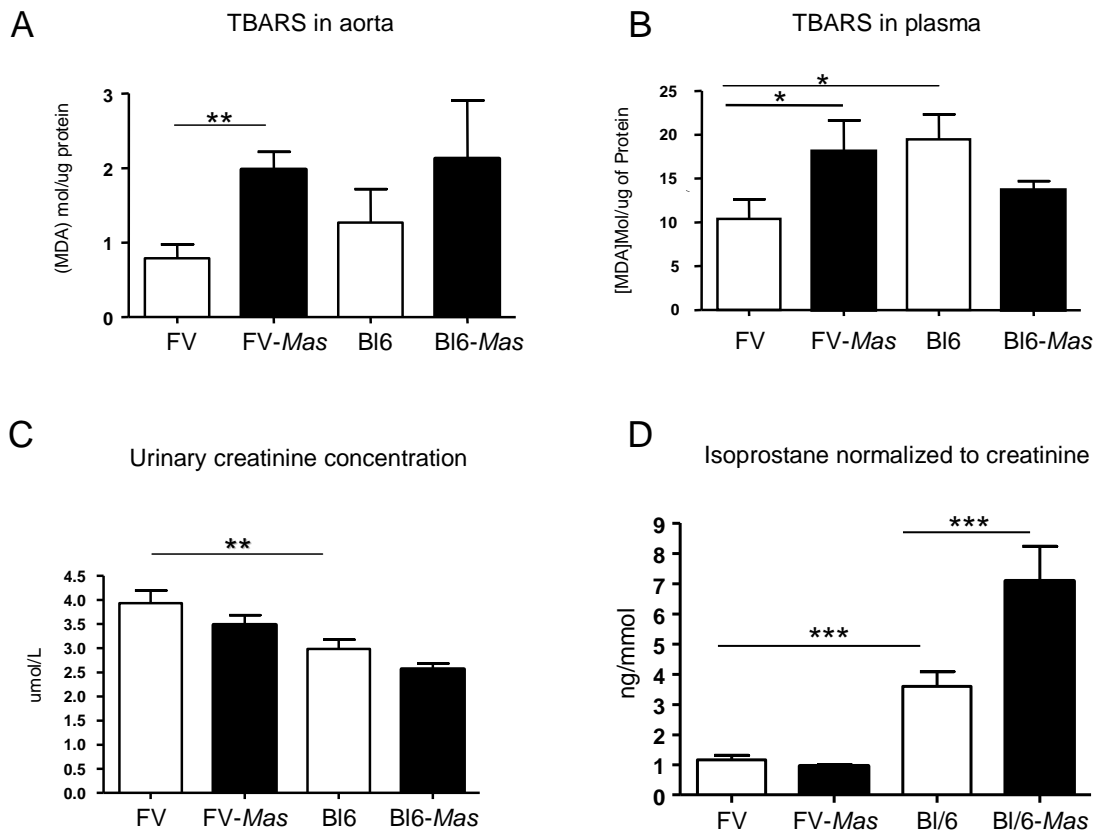 A
TBARS in aorta
(MDA) mol/ug protein
3
2
1
0
**
FV
FV-Mas
Bl6
Bl6-Mas
B
TBARS in plasma
[MDA]Mol/ug of Protein
25
20
15
10
5
0
*
*
FV
FV-Mas
Bl6
Bl6-Mas
C
Urinary creatinine concentration
umol/L
4.5
4.0
3.5
3.0
2.5
2.0
1.5
1.0
0.5
0.0
**
FV
FV-Mas
Bl6
Bl6-Mas
D
Isoprostane normalized to creatinine
ng/mmol
9
8
7
6
5
4
3
2
1
0
***
***
FV
FV-Mas
Bl/6
Bl/6-Mas